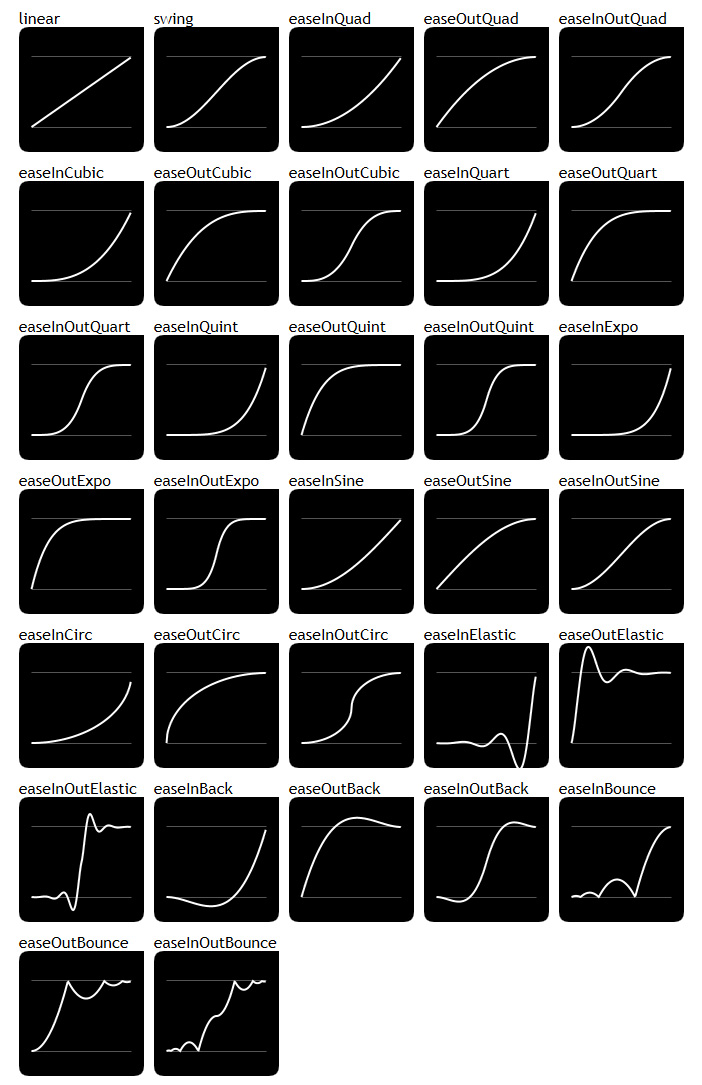 linear swing easeInQuad easeOutQuad easeInOutQuad
easeInCubic easeOutCubic easeInOutCubic easeInQuart easeOutQuart
easeInOutQuart easeInQuint easeOutQuint easeInOutQuint easeInExpo
easeOutExpo easeInOutExpo easeInSine easeOutSine easeInOutSine
easeInCirc easeOutCirc easeInOutCirc easeInElastic easeOutElastic
easeInOutElastic easeInBack easeOutBack easeInOutBack easeInBounce
easeOutBounce easeInOutBounce